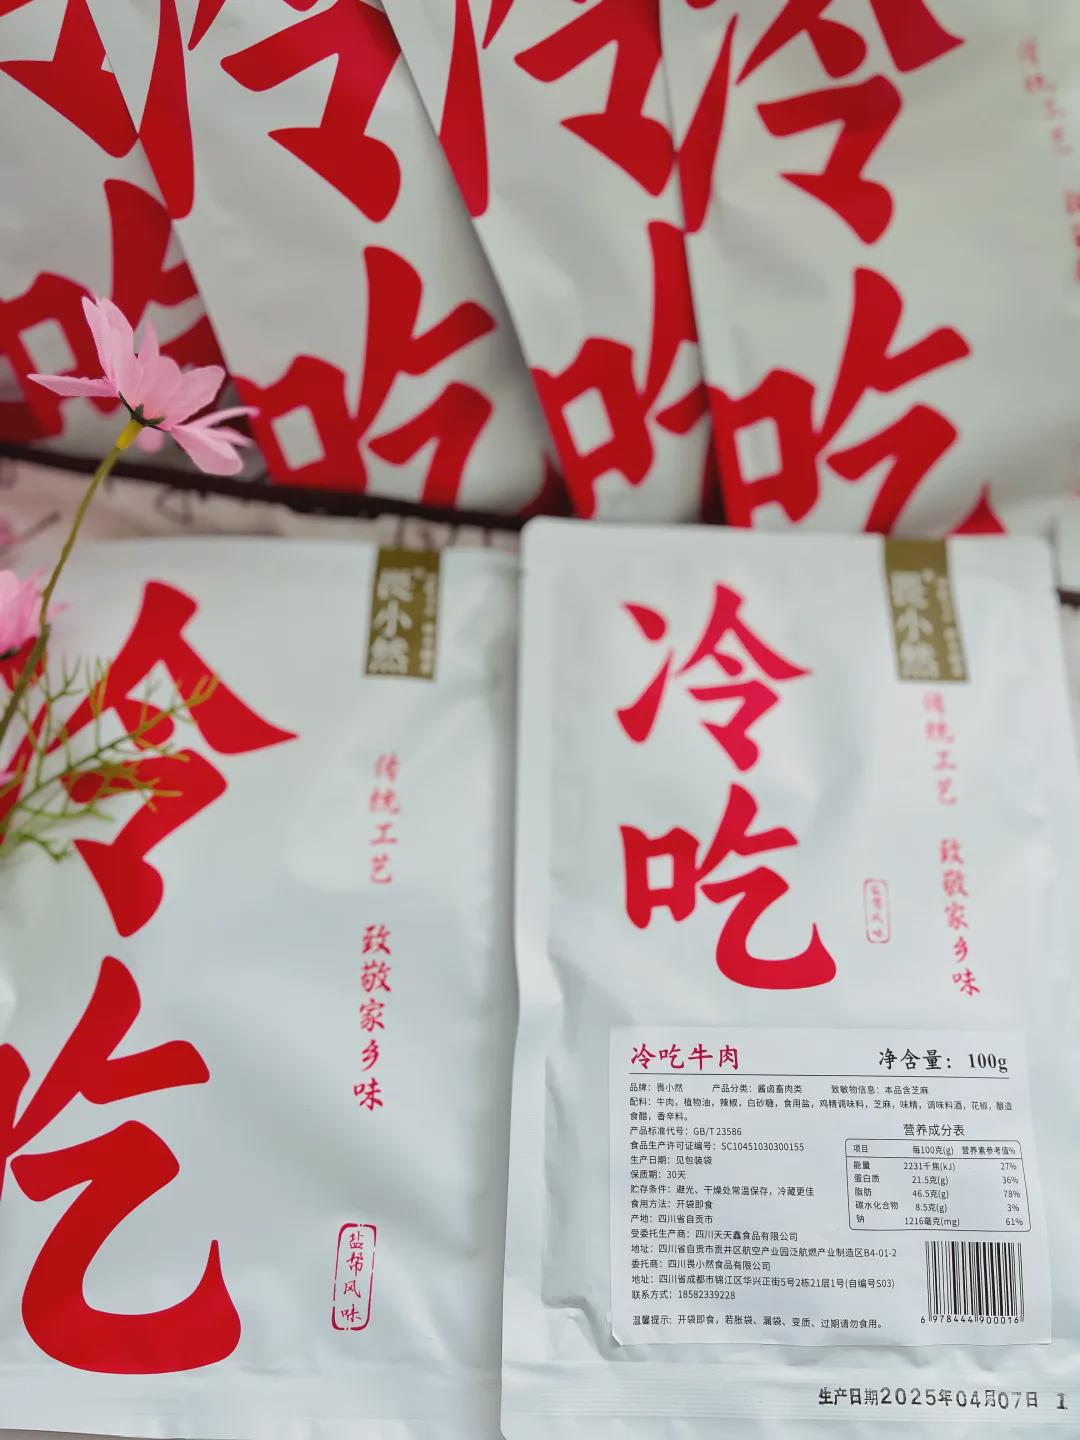 冷吃
冷吃
冷吃
冷吃
畏小然
冷吃
传统工艺 致敬家乡味
盐帮风味
畏小然
冷吃
传统工艺 致敬家乡味
盐帮风味
冷吃牛肉 净含量：100g
品牌：畏小然 产品分类：酱卤畜肉类 致敏物信息：本品含芝麻
配料：牛肉，植物油，辣椒，白砂糖，食用盐，鸡精调味料，芝麻，味精，调味料酒，花椒，酿造
食醋，香辛料。
产品标准代号：GB/T 23586
食品生产许可证编号：SC10451030300155
生产日期：见包装袋
保质期：30天
贮存条件：避光、干燥处常温保存，冷藏更佳
食用方法：开袋即食
产地：四川省自贡市
受委托生产商：四川天天鑫食品有限公司
地址：四川省自贡市贡井区航空产业园泛航燃产业制造区B4-01-2
委托商：四川畏小然食品有限公司
地址：四川省成都市锦江区华兴正街5号2栋21层1号(自编号S03)
联系方式：18582339228
温馨提示：开袋即食，若胀袋、漏袋、变质、过期请勿食用。
营养成分表
项目 每100克(g) 营养素参考值%
能量 2231千焦(kJ) 27%
蛋白质 21.5克(g) 36%
脂肪 46.5克(g) 78%
碳水化合物 8.5克(g) 3%
钠 1216毫克(mg) 61%
6 978444 900016
生产日期2025年04月07日 1